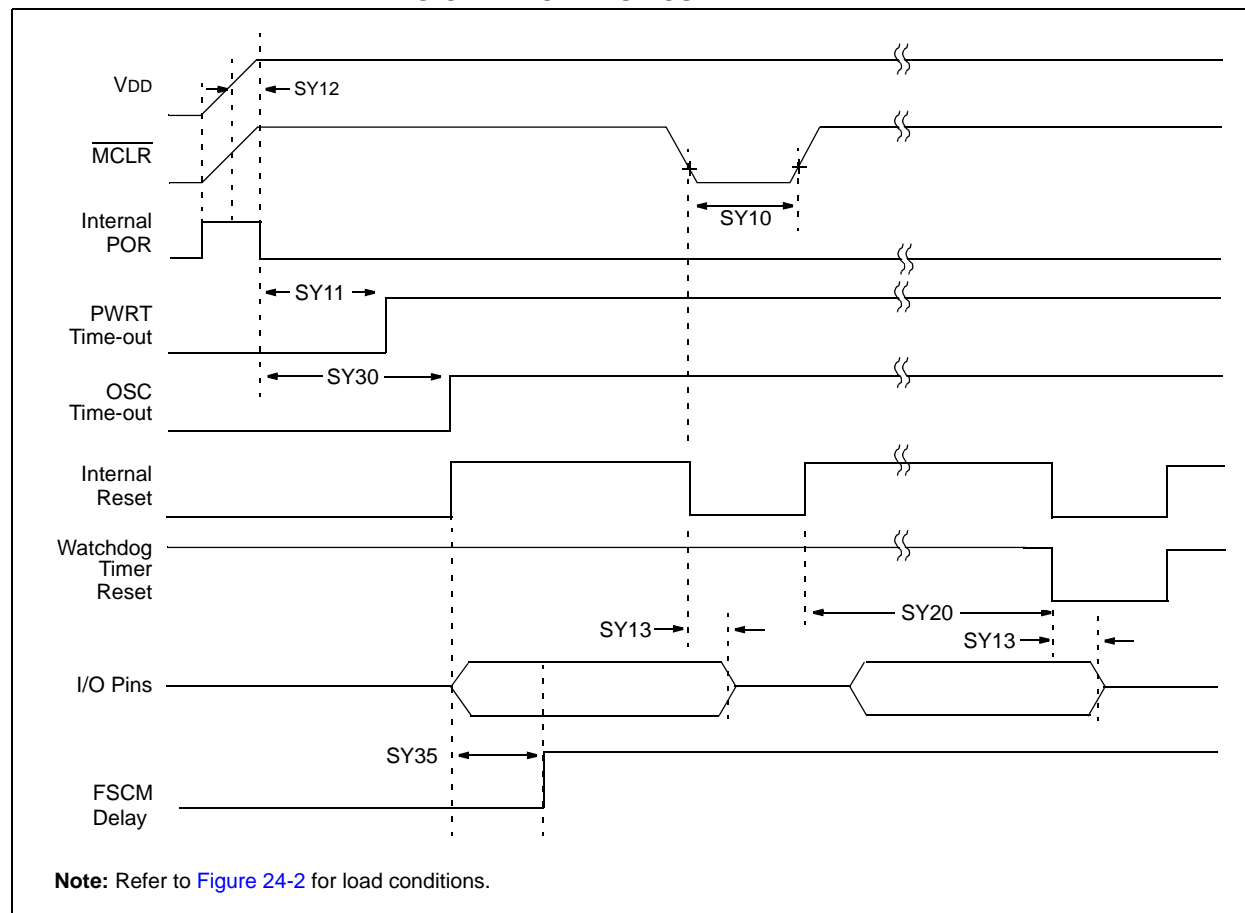 VDD
SY12
MCLR
SY10
Internal
POR
SY11
PWRT
Time-out
SY30
OSC
Time-out
Internal
Reset
Watchdog
Timer
Reset
SY20
SY13
SY13
I/O Pins
SY35
FSCM
Delay
Note: Refer to Figure 24-2 for load conditions.